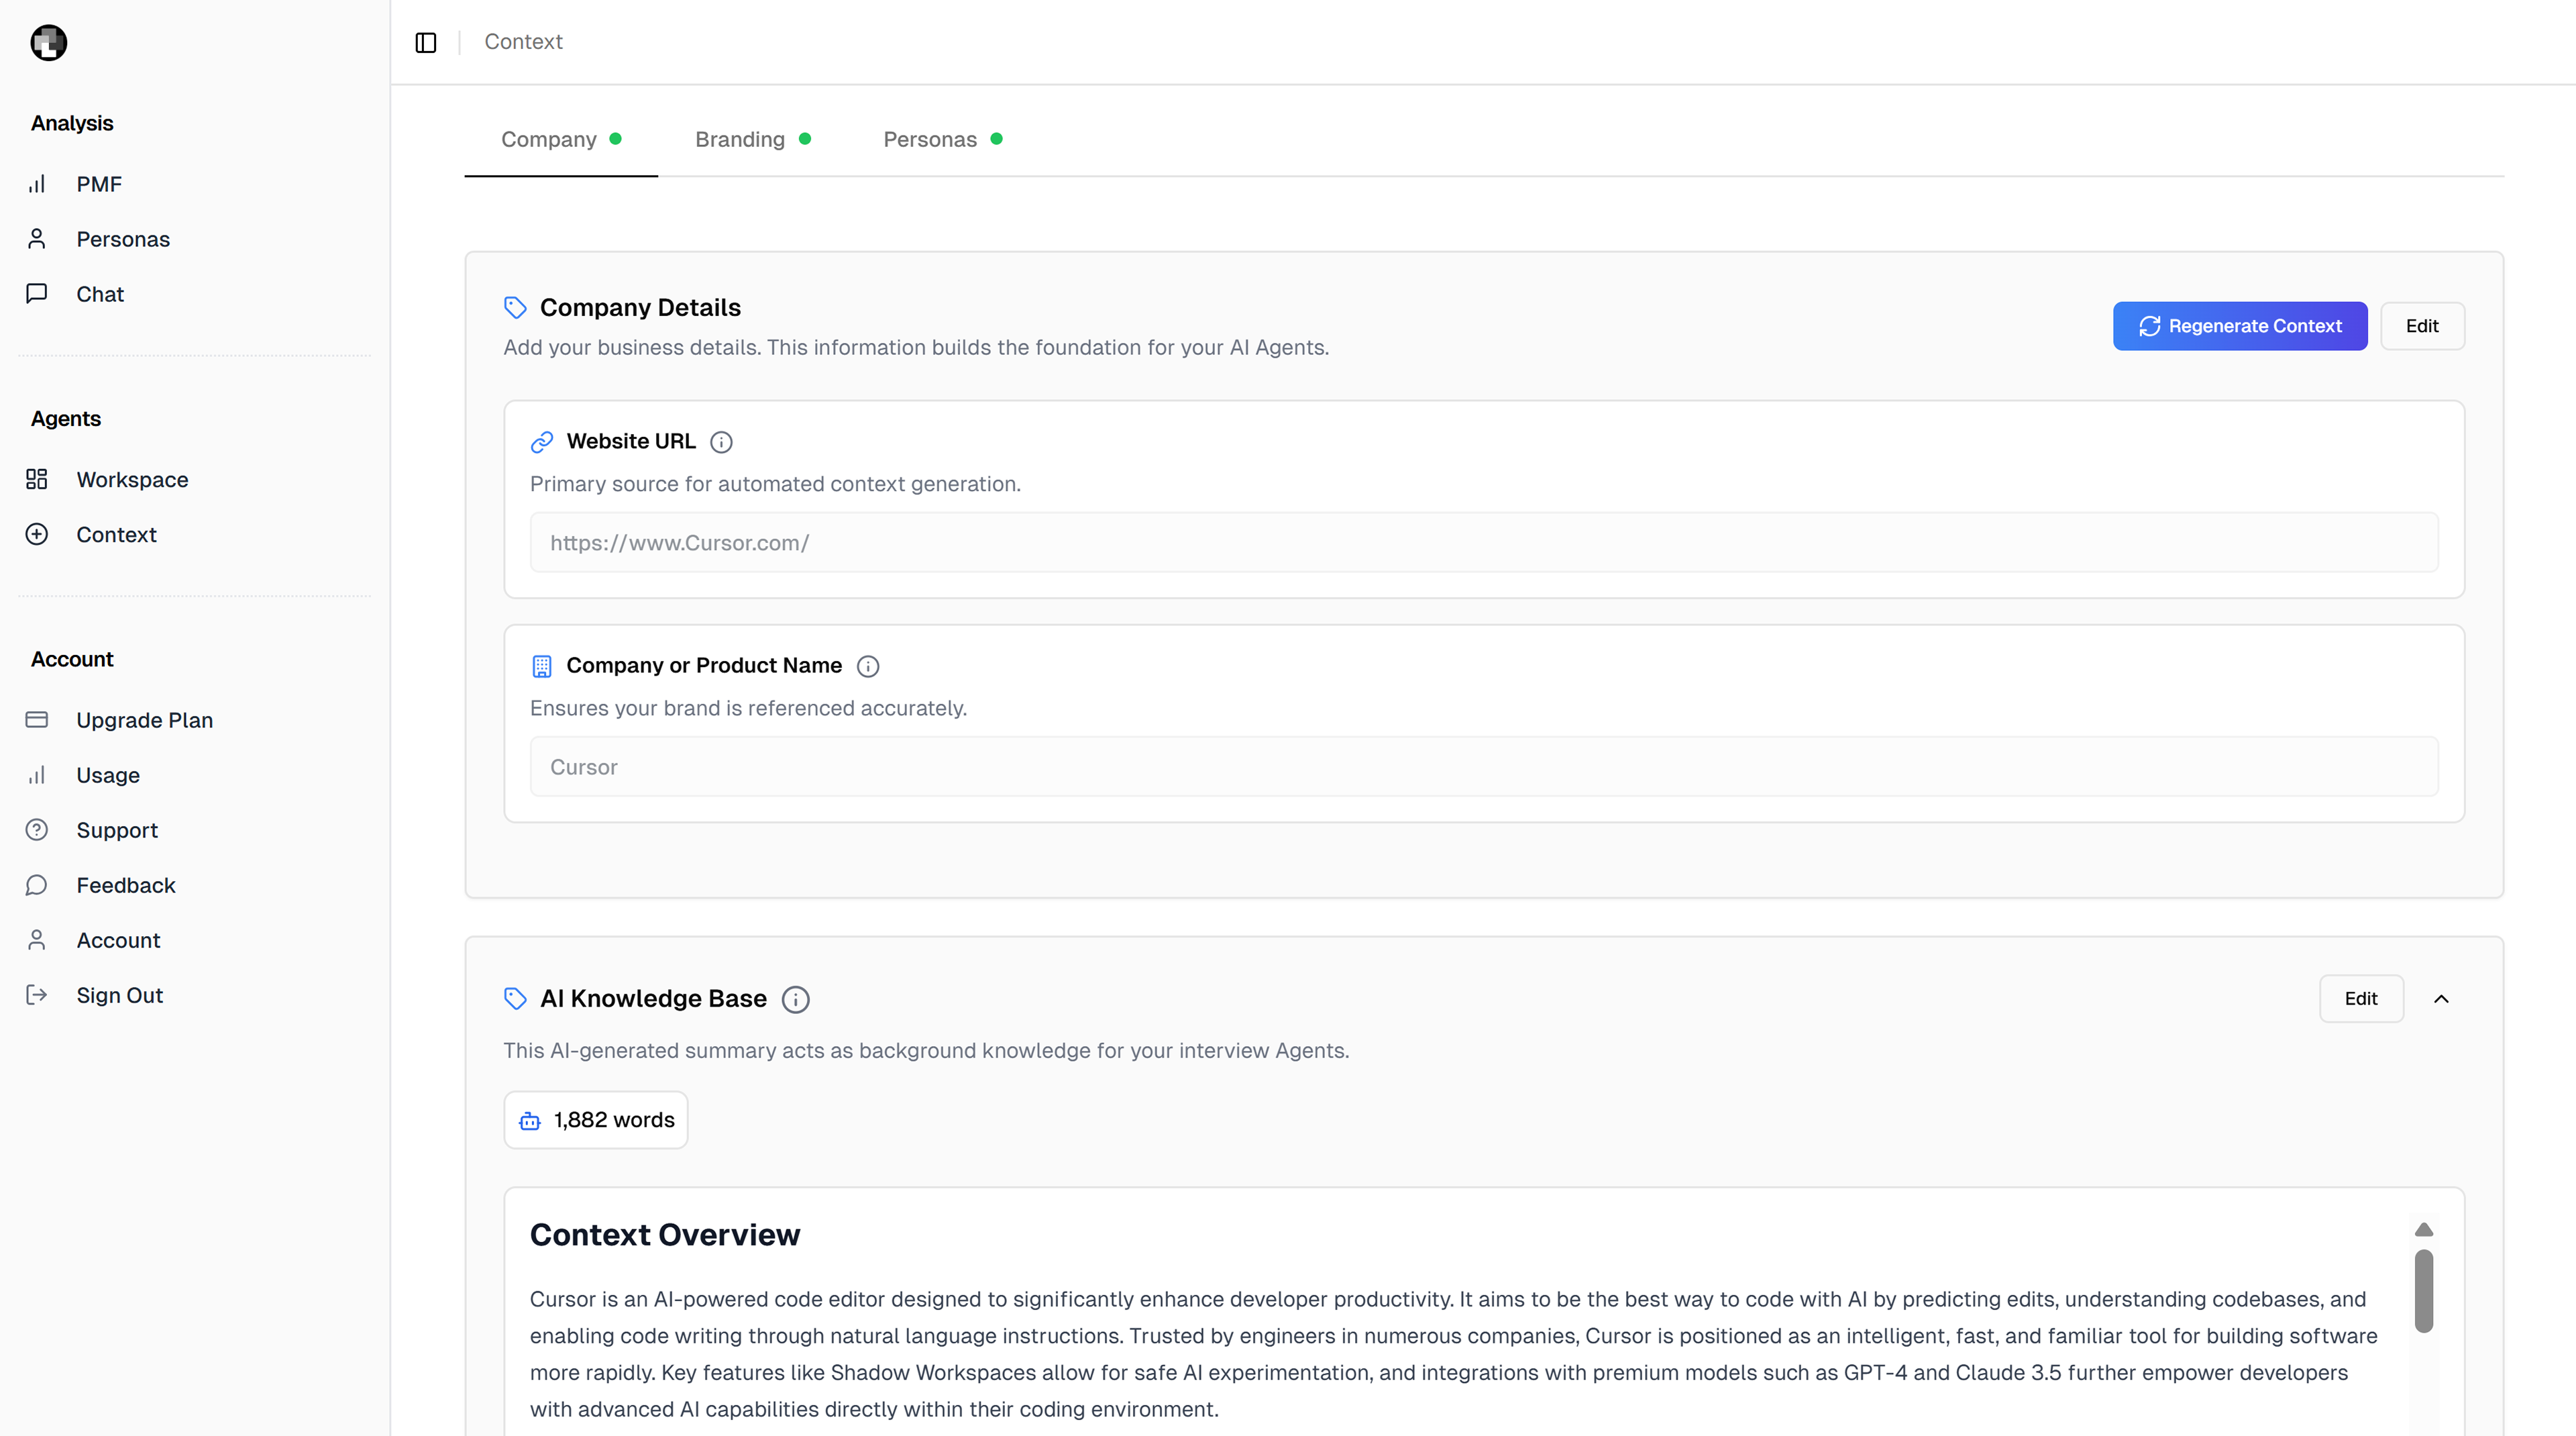 Analysis
PMF
Personas
Chat
Agents
Workspace
Context
Account
Upgrade Plan
Usage
Support
Feedback
Account
Sign Out
Context
Company
Branding
Personas
Company Details
Add your business details. This information builds the foundation for your AI Agents.
Regenerate Context
Edit
Website URL
Primary source for automated context generation.
https://www.Cursor.com/
Company or Product Name
Ensures your brand is referenced accurately.
Cursor
AI Knowledge Base
Edit
This AI-generated summary acts as background knowledge for your interview Agents.
1,882 words
Context Overview
Cursor is an AI-powered code editor designed to significantly enhance developer productivity. It aims to be the best way to code with AI by predicting edits, understanding codebases, and
enabling code writing through natural language instructions. Trusted by engineers in numerous companies, Cursor is positioned as an intelligent, fast, and familiar tool for building software
more rapidly. Key features like Shadow Workspaces allow for safe AI experimentation, and integrations with premium models such as GPT-4 and Claude 3.5 further empower developers
with advanced AI capabilities directly within their coding environment.